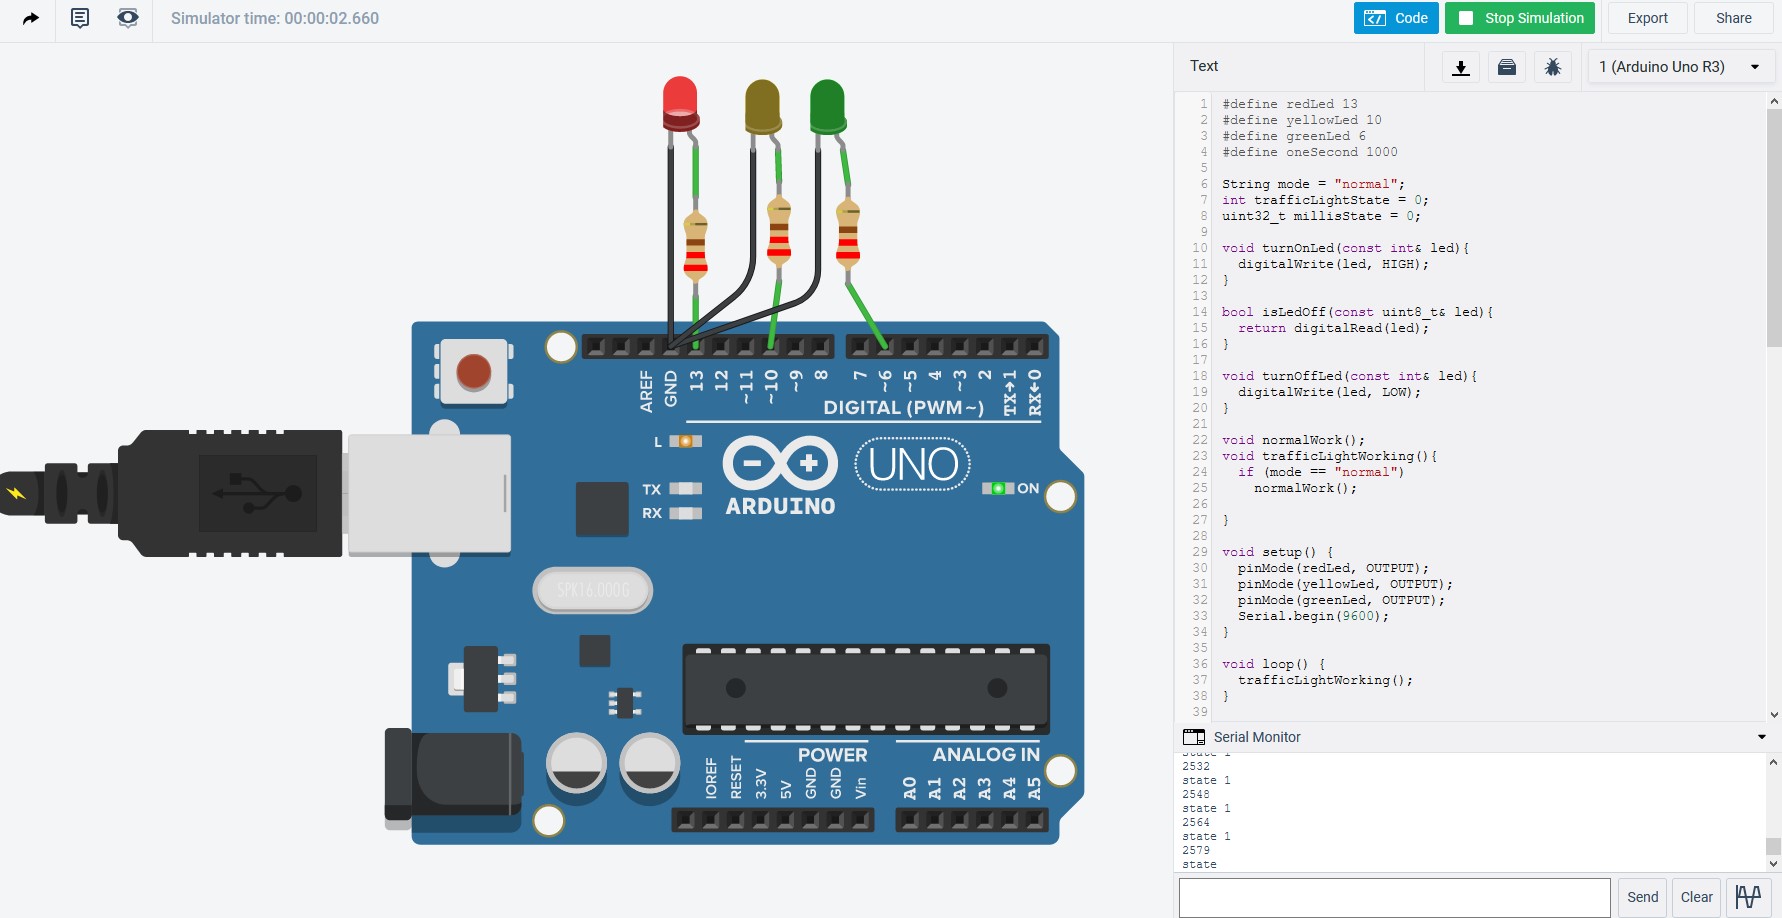 Simulator time: 00:00:02.660
Code
Stop Simulation
Export
Share
Text
1 (Arduino Uno R3)
1 #define redLed 13
2 #define yellowLed 10
3 #define greenLed 6
4 #define oneSecond 1000
5
6 String mode = "normal";
7 int trafficLightState = 0;
8 uint32_t millisState = 0;
9
10 void turnOnLed(const int& led){
11 digitalWrite(led, HIGH);
12 }
13
14 bool isLedOff(const uint8_t& led){
15 return digitalRead(led);
16 }
17
18 void turnOffLed(const int& led){
19 digitalWrite(led, LOW);
20 }
21
22 void normalWork();
23 void trafficLightWorking(){
24 if (mode == "normal")
25 normalWork();
26
27 }
28
29 void setup() {
30 pinMode(redLed, OUTPUT);
31 pinMode(yellowLed, OUTPUT);
32 pinMode(greenLed, OUTPUT);
33 Serial.begin(9600);
34 }
35
36 void loop() {
37 trafficLightWorking();
38 }
39
Serial Monitor
state 1
2532
state 1
2548
state 1
2564
state 1
2579
state
Send
Clear
AREF
GND
13
12
~11
~10
~9
8
7
~6
~5
4
~3
2
TX→1
RX←0
DIGITAL (PWM~)
L
TX
RX
ARDUINO
UNO
ON
SPK16.000G
POWER
ANALOG IN
IOREF
RESET
3.3V
5V
GND
GND
Vin
A0
A1
A2
A3
A4
A5